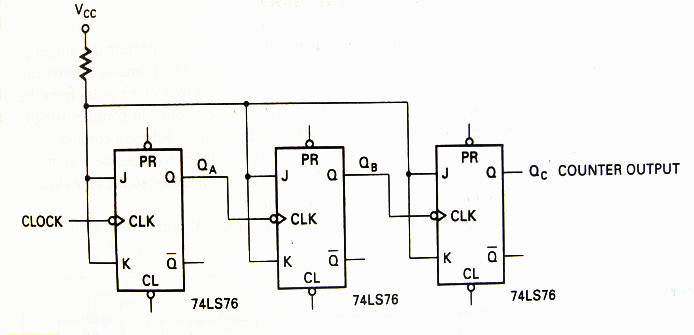 VCC
PR
J Q
QA
CLOCK
CLK
K Q̅
CL
74LS76
PR
J Q
QB
CLK
K Q̅
CL
74LS76
PR
J Q
QC COUNTER OUTPUT
CLK
K Q̅
CL
74LS76